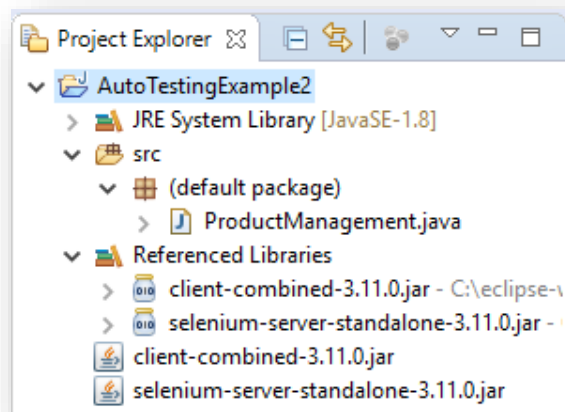 Project Explorer
AutoTestingExample2
JRE System Library [JavaSE-1.8]
src
(default package)
ProductManagement.java
Referenced Libraries
client-combined-3.11.0.jar - C:\eclipse-
selenium-server-standalone-3.11.0.jar -
client-combined-3.11.0.jar
selenium-server-standalone-3.11.0.jar